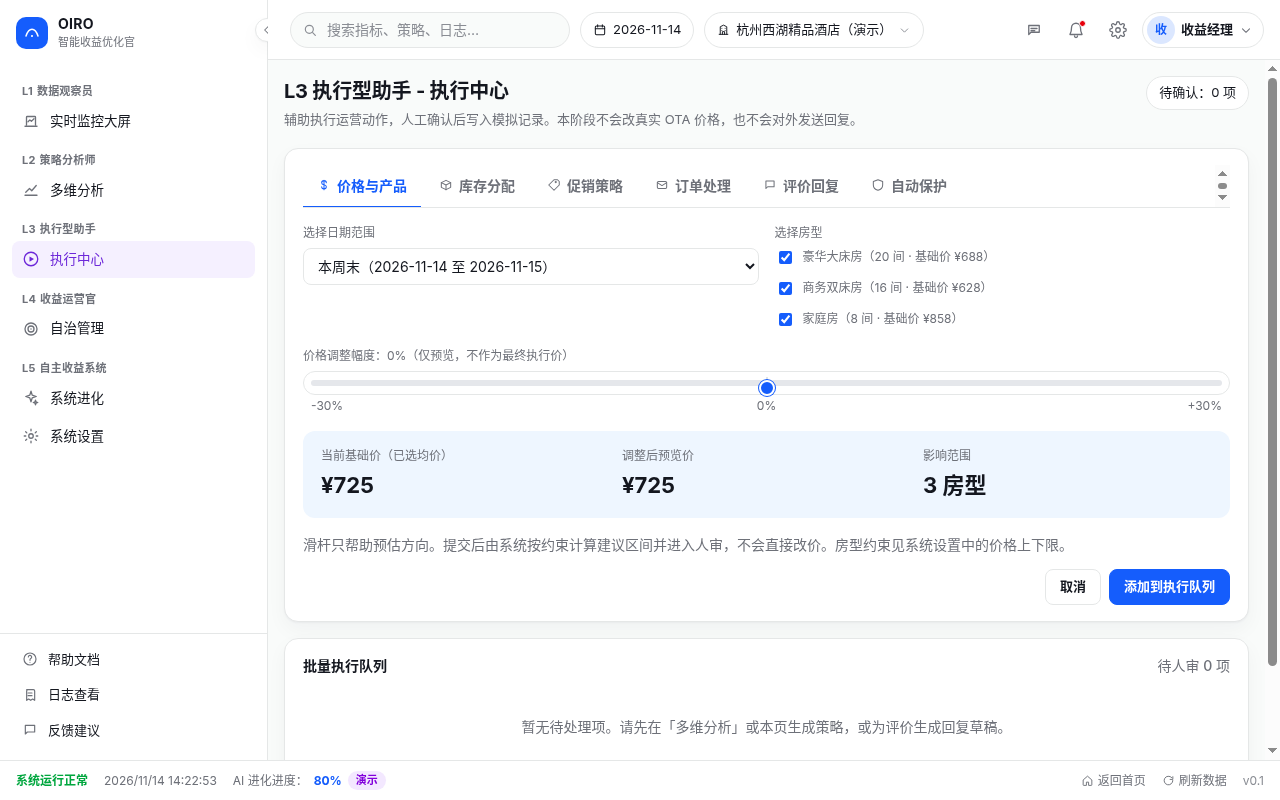 OIRO
智能收益优化官
搜索指标、策略、日志...
2026-11-14
杭州西湖精品酒店（演示）
收
收益经理
L1 数据观察员
实时监控大屏
L2 策略分析师
多维分析
L3 执行型助手
执行中心
L4 收益运营官
自治管理
L5 自主收益系统
系统进化
系统设置
帮助文档
日志查看
反馈建议
L3 执行型助手 - 执行中心
待确认：0 项
辅助执行运营动作，人工确认后写入模拟记录。本阶段不会改真实 OTA 价格，也不会对外发送回复。
价格与产品
库存分配
促销策略
订单处理
评价回复
自动保护
选择日期范围
本周末（2026-11-14 至 2026-11-15）
选择房型
豪华大床房（20 间 · 基础价 ¥688）
商务双床房（16 间 · 基础价 ¥628）
家庭房（8 间 · 基础价 ¥858）
价格调整幅度：0%（仅预览，不作为最终执行价）
-30%
0%
+30%
当前基础价（已选均价）
¥725
调整后预览价
¥725
影响范围
3 房型
滑杆只帮助预估方向。提交后由系统按约束计算建议区间并进入人审，不会直接改价。房型约束见系统设置中的价格上下限。
取消
添加到执行队列
批量执行队列
待人审 0 项
暂无待处理项。请先在「多维分析」或本页生成策略，或为评价生成回复草稿。
系统运行正常
2026/11/14 14:22:53
AI 进化进度：
80%
演示
返回首页
刷新数据
v0.1